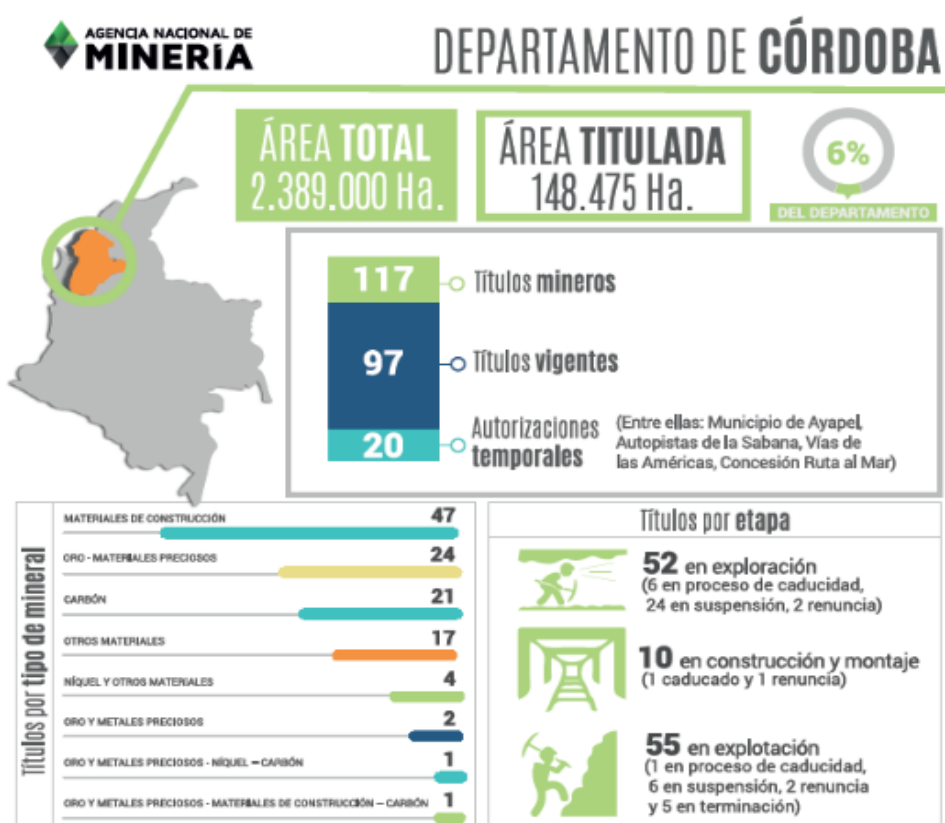 AGENCIA NACIONAL DE
MINERÍA
DEPARTAMENTO DE CÓRDOBA
ÁREA TOTAL
2.389.000 Ha.
ÁREA TITULADA
148.475 Ha.
6%
DEL DEPARTAMENTO
117 Títulos mineros
97 Títulos vigentes
20 Autorizaciones
temporales
(Entre ellas: Municipio de Ayapel,
Autopistas de la Sabana, Vías de
las Américas, Concesión Ruta al Mar)
Títulos por tipo de mineral
MATERIALES DE CONSTRUCCIÓN 47
ORO - MATERIALES PRECIOSOS 24
CARBÓN 21
OTROS MATERIALES 17
NÍQUEL Y OTROS MATERIALES 4
ORO Y METALES PRECIOSOS 2
ORO Y METALES PRECIOSOS - NÍQUEL – CARBÓN 1
ORO Y METALES PRECIOSOS - MATERIALES DE CONSTRUCCIÓN – CARBÓN 1
Títulos por etapa
52 en exploración
(6 en proceso de caducidad,
24 en suspensión, 2 renuncia)
10 en construcción y montaje
(1 caducado y 1 renuncia)
55 en explotación
(1 en proceso de caducidad,
6 en suspensión, 2 renuncia
y 5 en terminación)